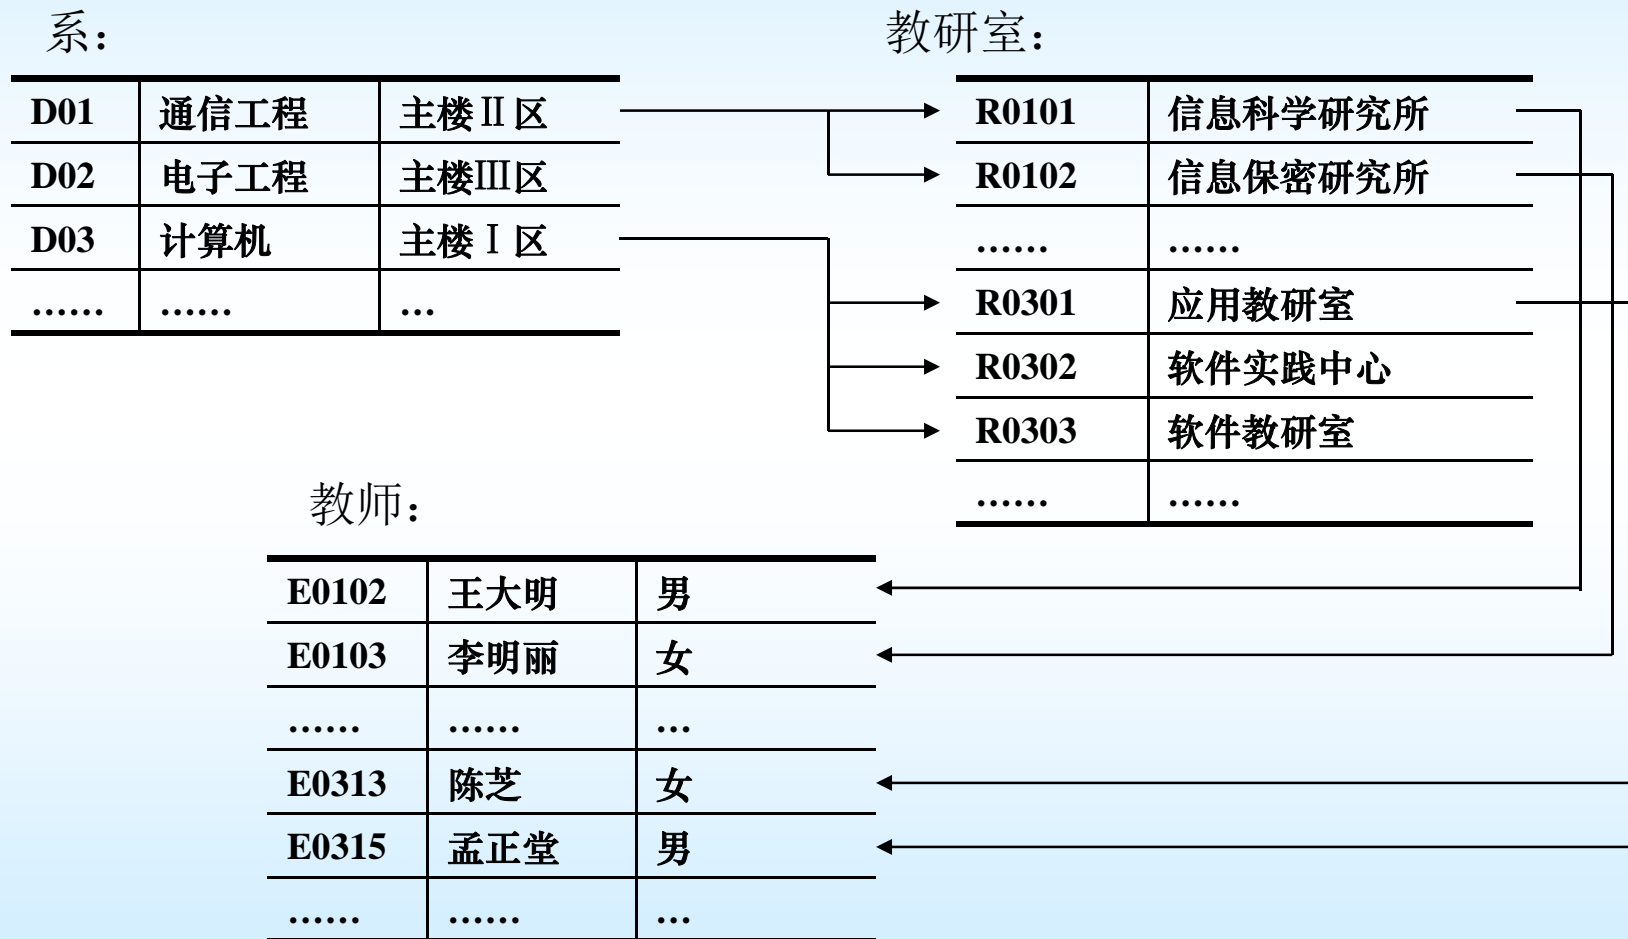 系：
D01 通信工程 主楼Ⅱ区
D02 电子工程 主楼Ⅲ区
D03 计算机 主楼Ⅰ区
…… …… …
教研室：
R0101 信息科学研究所
R0102 信息保密研究所
…… ……
R0301 应用教研室
R0302 软件实践中心
R0303 软件教研室
…… ……
教师：
E0102 王大明 男
E0103 李明丽 女
…… …… …
E0313 陈芝 女
E0315 孟正堂 男
…… …… …